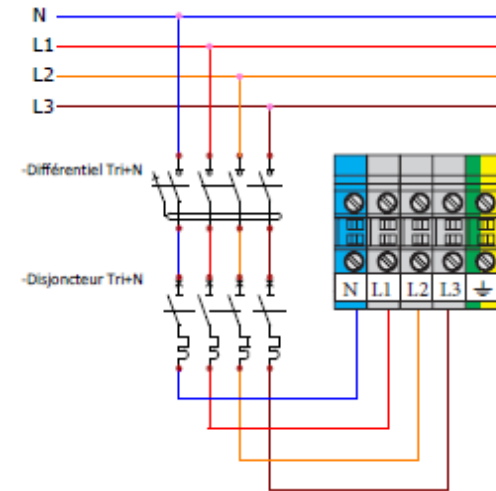 N
L1
L2
L3
-Différentiel Tri+N
-Disjoncteur Tri+N
N L1 L2 L3